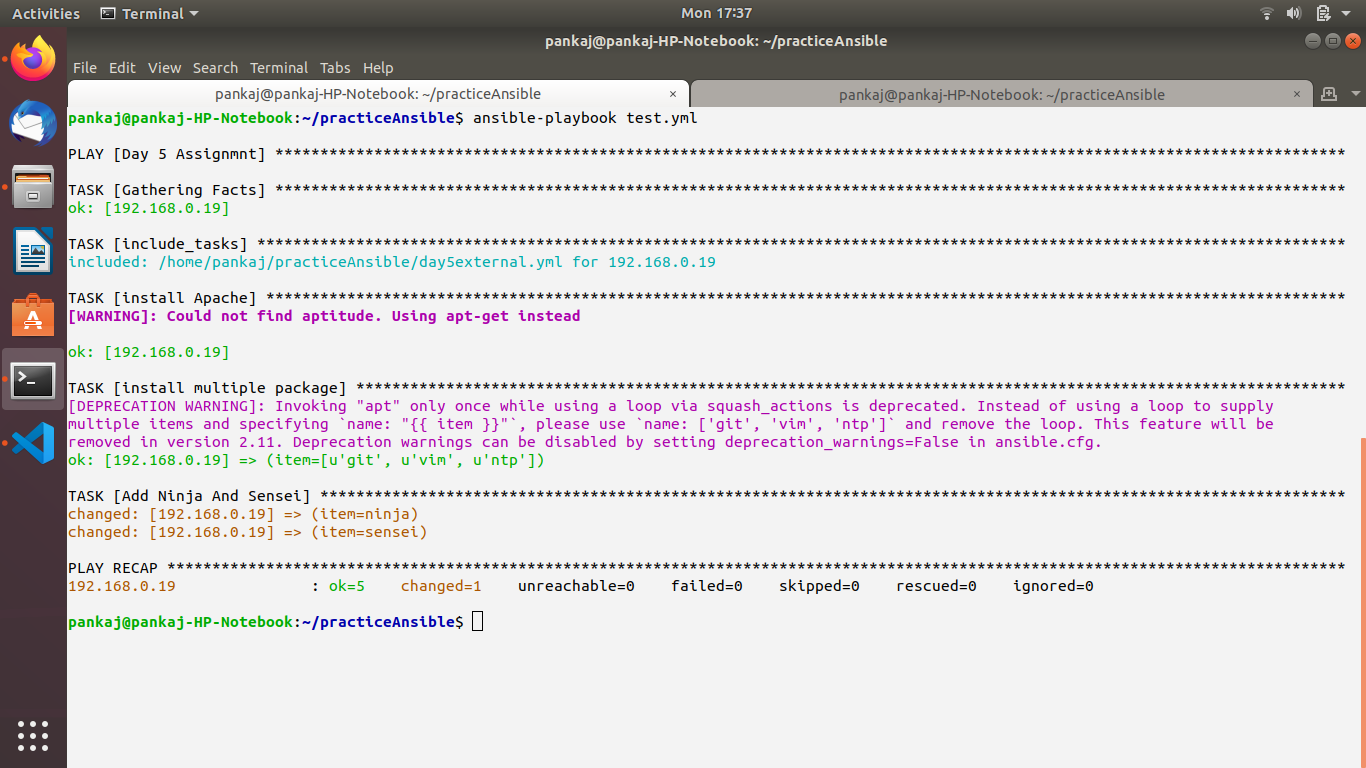 Activities Terminal Mon 17:37
pankaj@pankaj-HP-Notebook: ~/practiceAnsible
File Edit View Search Terminal Tabs Help
pankaj@pankaj-HP-Notebook: ~/practiceAnsible × pankaj@pankaj-HP-Notebook: ~/practiceAnsible ×
pankaj@pankaj-HP-Notebook:~/practiceAnsible$ ansible-playbook test.yml
PLAY [Day 5 Assignmnt] ***********************************************************************************************************************
TASK [Gathering Facts] ***********************************************************************************************************************
ok: [192.168.0.19]
TASK [include_tasks] *************************************************************************************************************************
included: /home/pankaj/practiceAnsible/day5external.yml for 192.168.0.19
TASK [install Apache] ************************************************************************************************************************
[WARNING]: Could not find aptitude. Using apt-get instead
ok: [192.168.0.19]
TASK [install multiple package] **************************************************************************************************************
[DEPRECATION WARNING]: Invoking "apt" only once while using a loop via squash_actions is deprecated. Instead of using a loop to supply
multiple items and specifying `name: "{{ item }}"`, please use `name: ['git', 'vim', 'ntp']` and remove the loop. This feature will be
removed in version 2.11. Deprecation warnings can be disabled by setting deprecation_warnings=False in ansible.cfg.
ok: [192.168.0.19] => (item=[u'git', u'vim', u'ntp'])
TASK [Add Ninja And Sensei] ******************************************************************************************************************
changed: [192.168.0.19] => (item=ninja)
changed: [192.168.0.19] => (item=sensei)
PLAY RECAP ***********************************************************************************************************************************
192.168.0.19 : ok=5 changed=1 unreachable=0 failed=0 skipped=0 rescued=0 ignored=0
pankaj@pankaj-HP-Notebook:~/practiceAnsible$